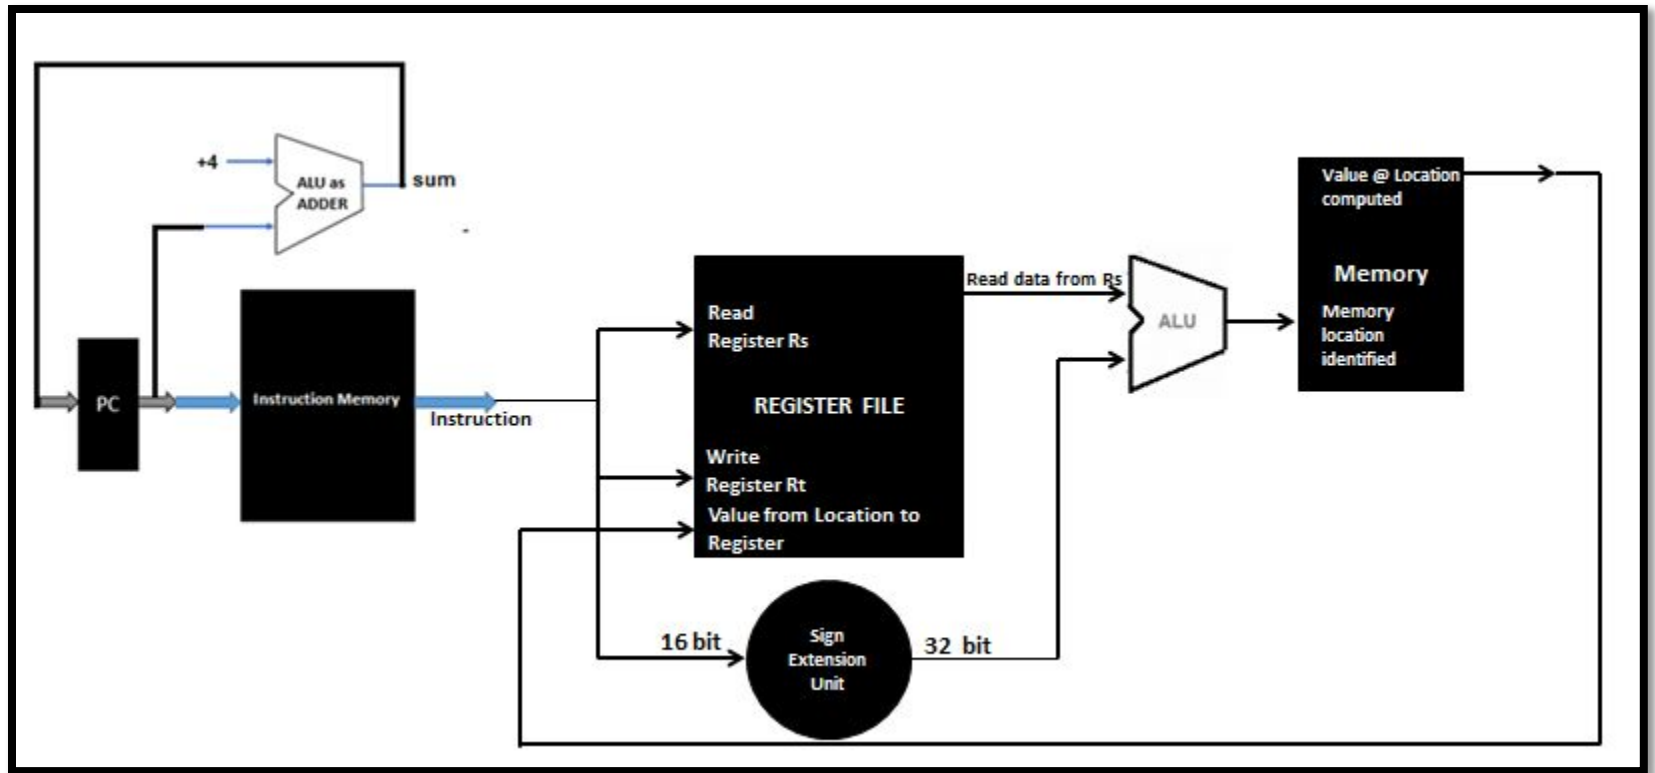 +4
ALU as
ADDER
sum
-
PC
Instruction Memory
Instruction
Read
Register Rs
REGISTER FILE
Write
Register Rt
Value from Location to
Register
16 bit
Sign
Extension
Unit
32 bit
Read data from Rs
ALU
Value @ Location
computed
Memory
Memory
location
identified